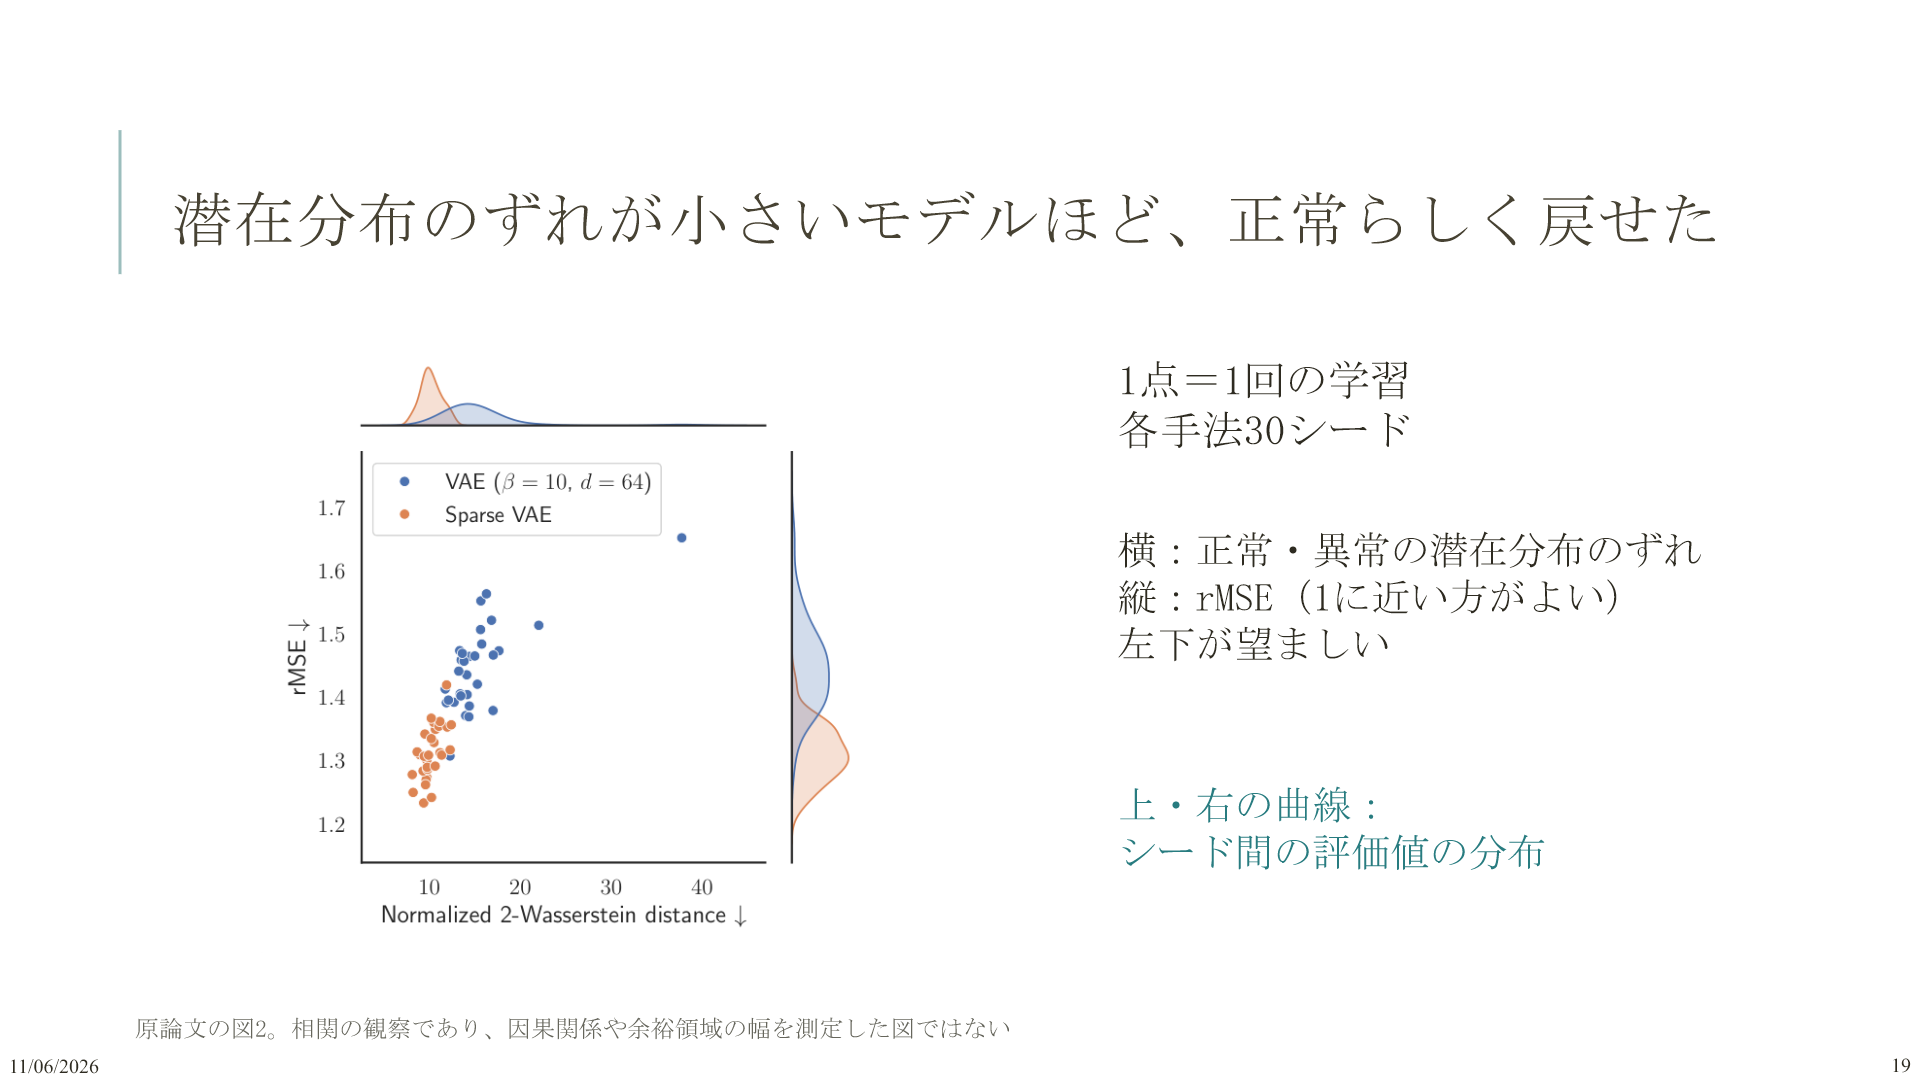 潜在分布のずれが小さいモデルほど、正常らしく戻せた
VAE (β = 10, d = 64)
Sparse VAE
1.7
1.6
1.5
1.4
1.3
1.2
rMSE ↓
10 20 30 40
Normalized 2-Wasserstein distance ↓
1点＝1回の学習
各手法30シード
横：正常・異常の潜在分布のずれ
縦：rMSE（1に近い方がよい）
左下が望ましい
上・右の曲線：
シード間の評価値の分布
原論文の図2。相関の観察であり、因果関係や余裕領域の幅を測定した図ではない
11/06/2026
19